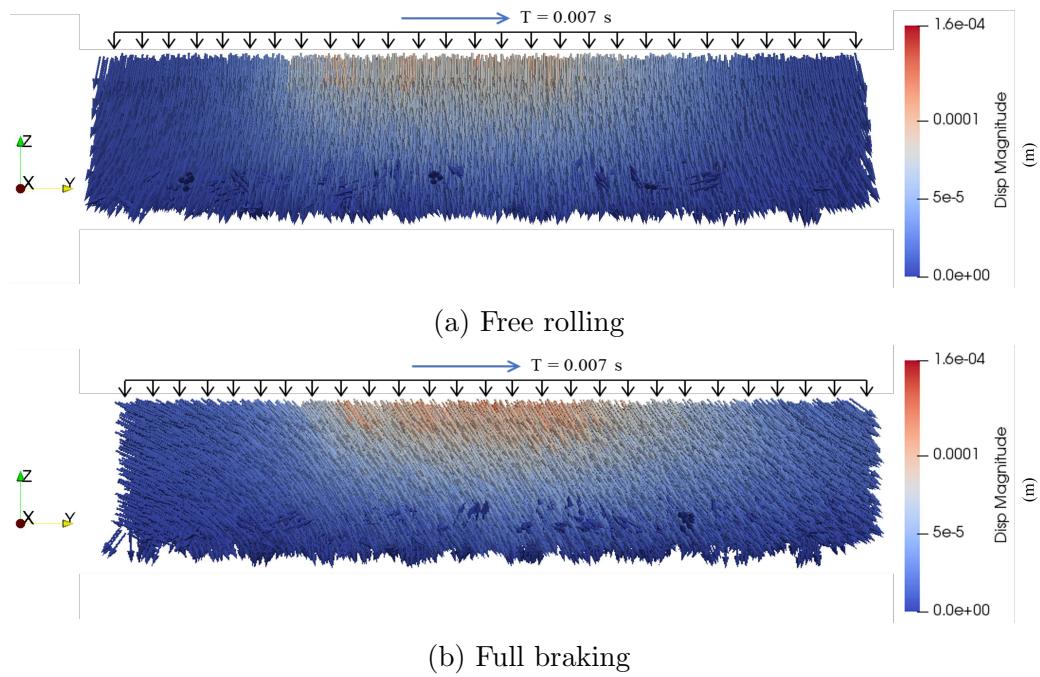 T = 0.007 s
1.6e-04
0.0001
5e-5
0.0e+00
Disp Magnitude
(m)
Z
X
Y
(a) Free rolling
T = 0.007 s
1.6e-04
0.0001
5e-5
0.0e+00
Disp Magnitude
(m)
Z
X
Y
(b) Full braking